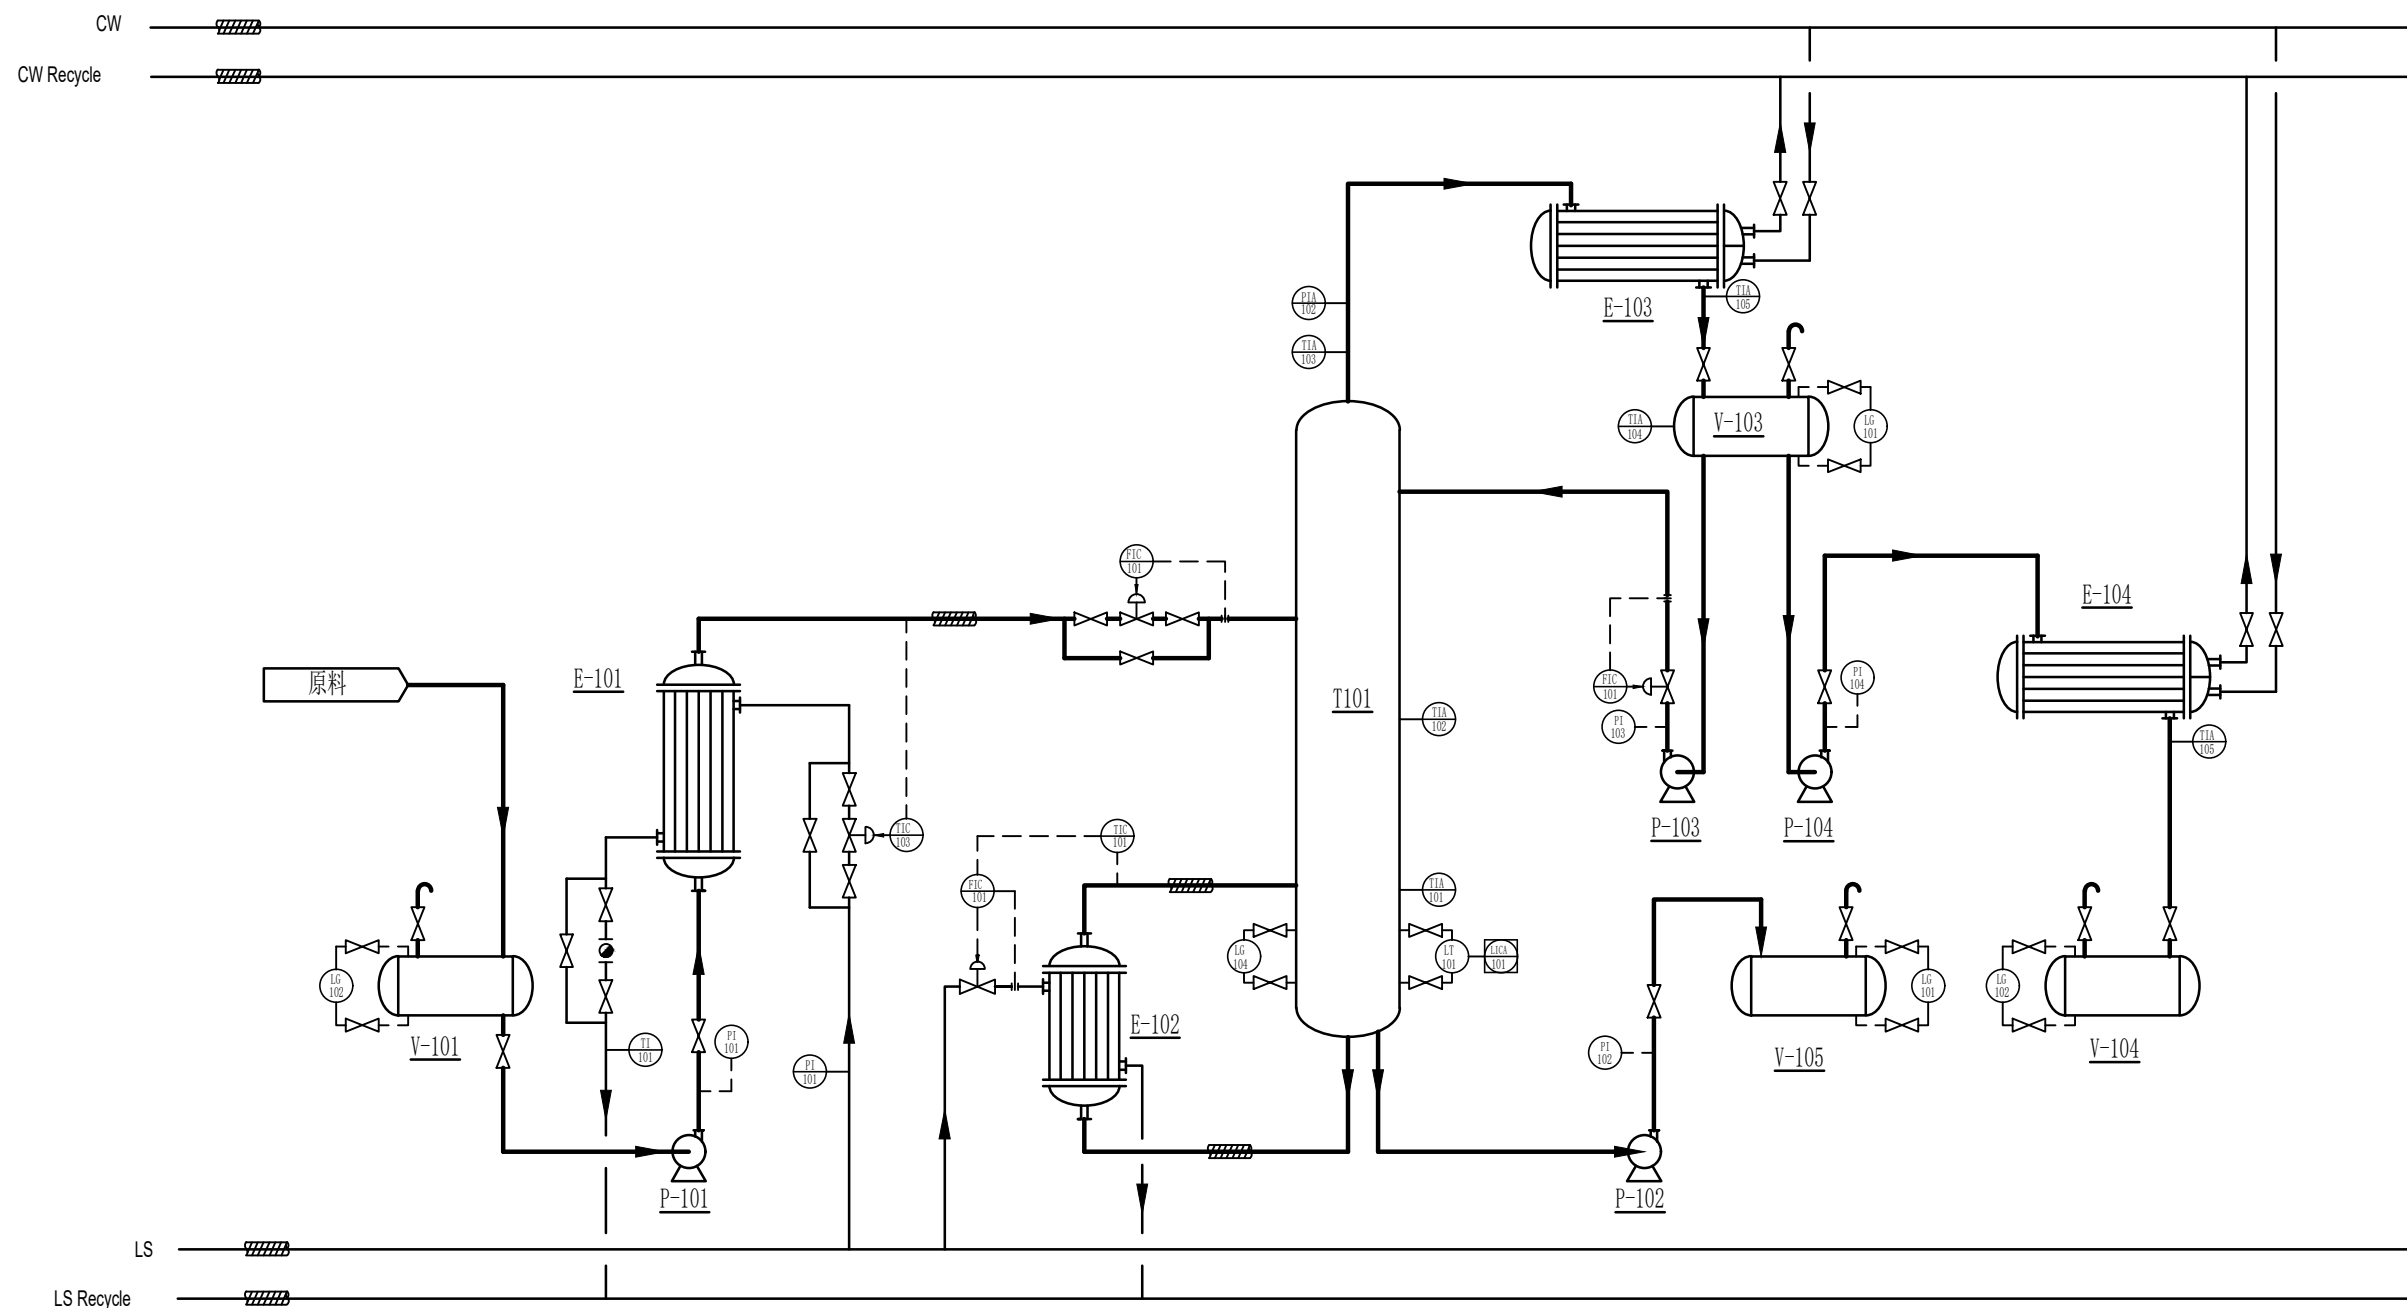 CW
CW Recycle
PIA
102
TIA
103
E-103
TIA
105
V-103
TIA
104
LG
101
FIC
101
E-104
原料
E-101
T101
FIC
101
PI
103
PI
104
TIA
102
TIA
105
TIC
103
TIC
101
P-103
P-104
FIC
101
TIA
101
LG
104
LT
101
LICA
101
LG
102
LG
101
LG
102
V-101
TI
101
PI
101
PI
101
E-102
PI
102
V-105
V-104
P-101
P-102
LS
LS Recycle